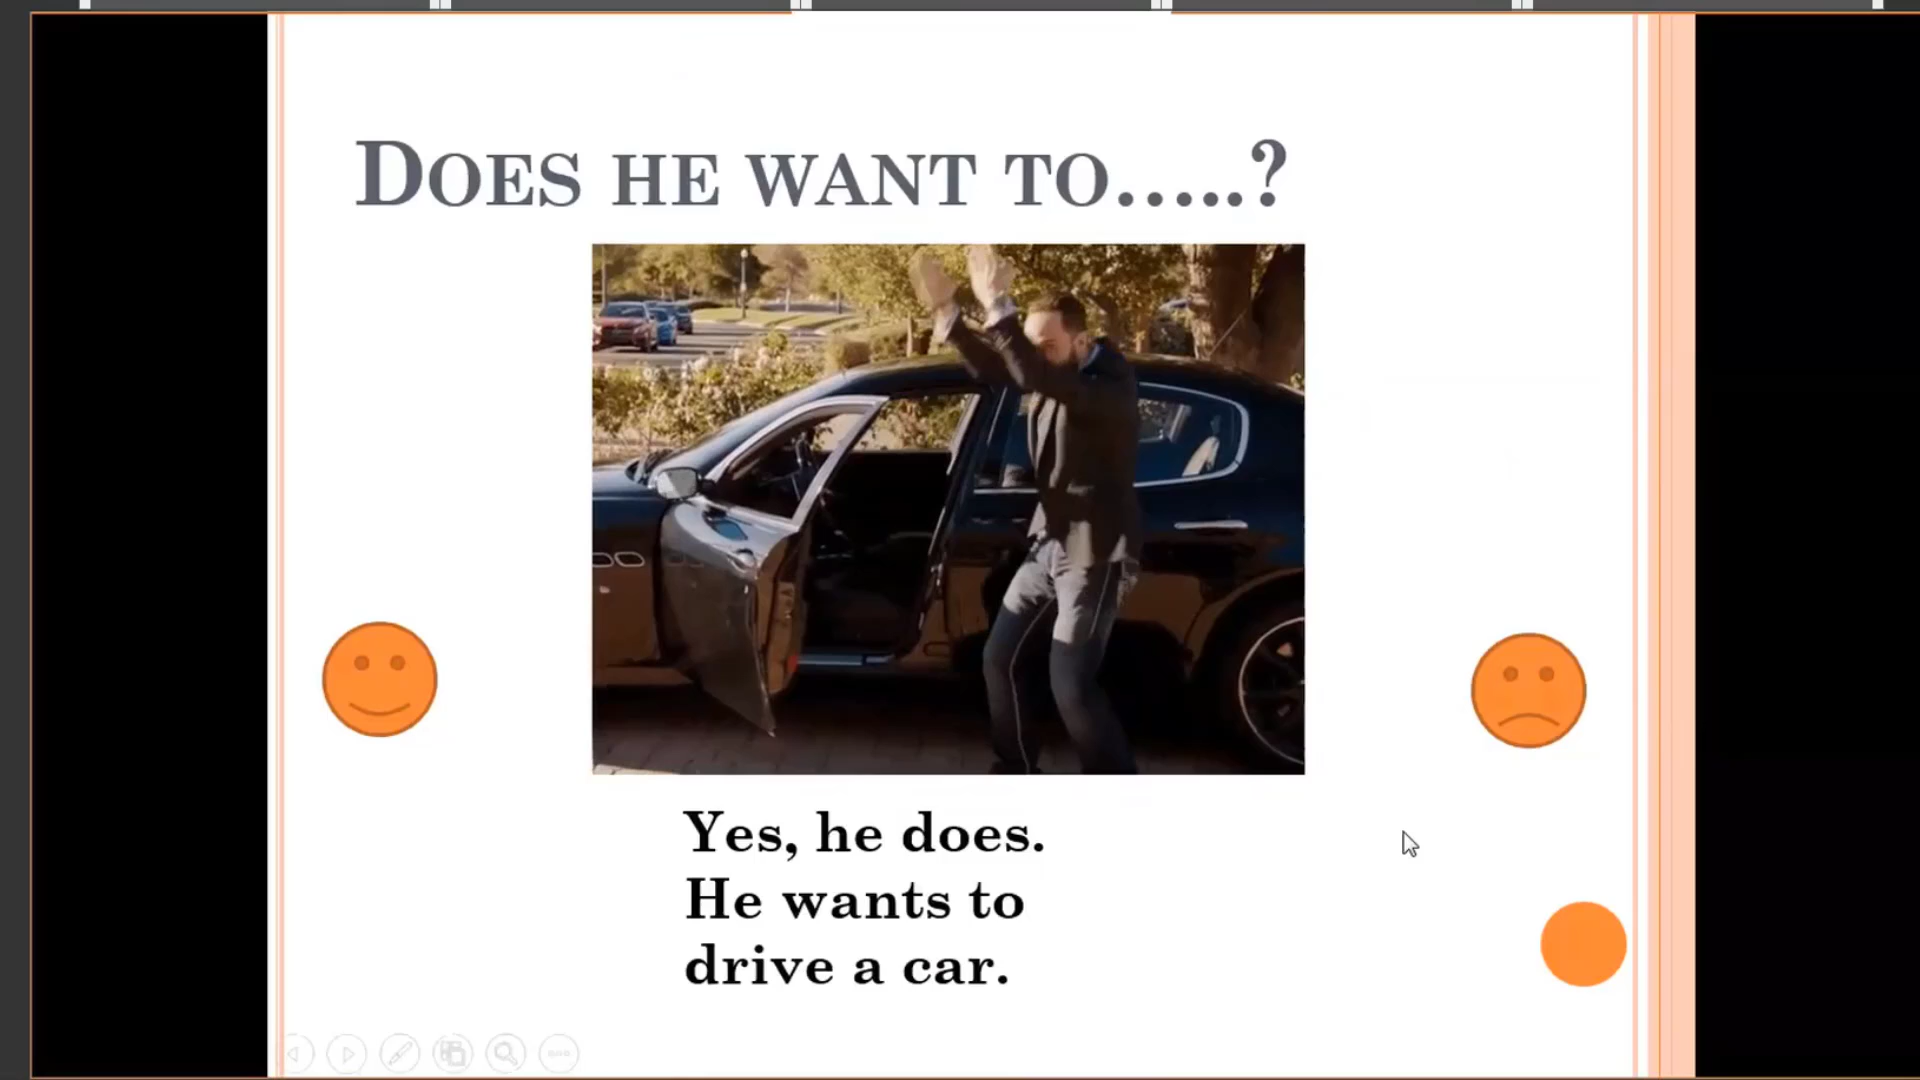 DOES HE WANT TO.....?
Yes, he does.
He wants to
drive a car.